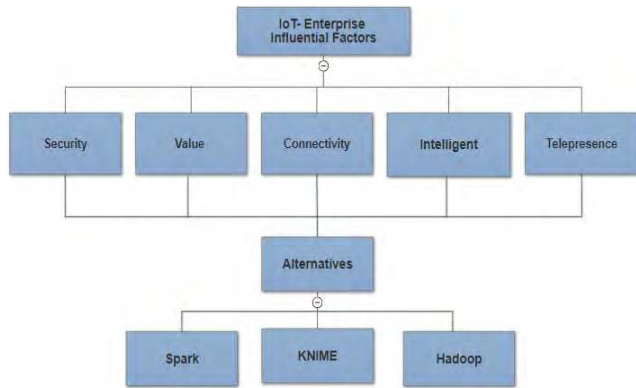 IoT- Enterprise
Influential Factors
Security
Value
Connectivity
Intelligent
Telepresence
Alternatives
Spark
KNIME
Hadoop